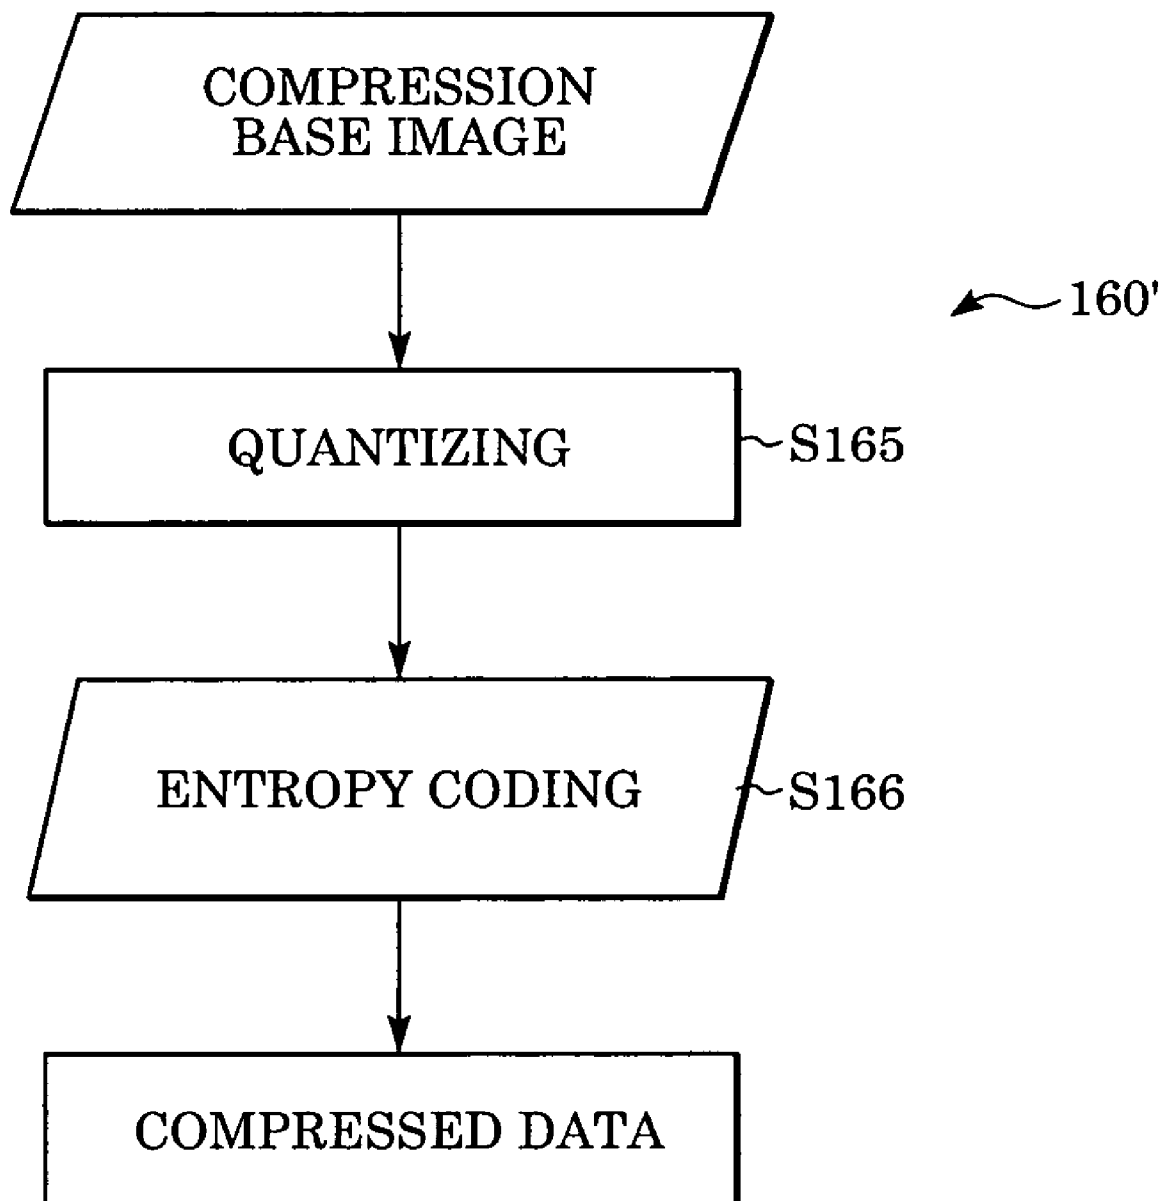 COMPRESSION
BASE IMAGE
160'
QUANTIZING
S165
ENTROPY CODING
S166
COMPRESSED DATA